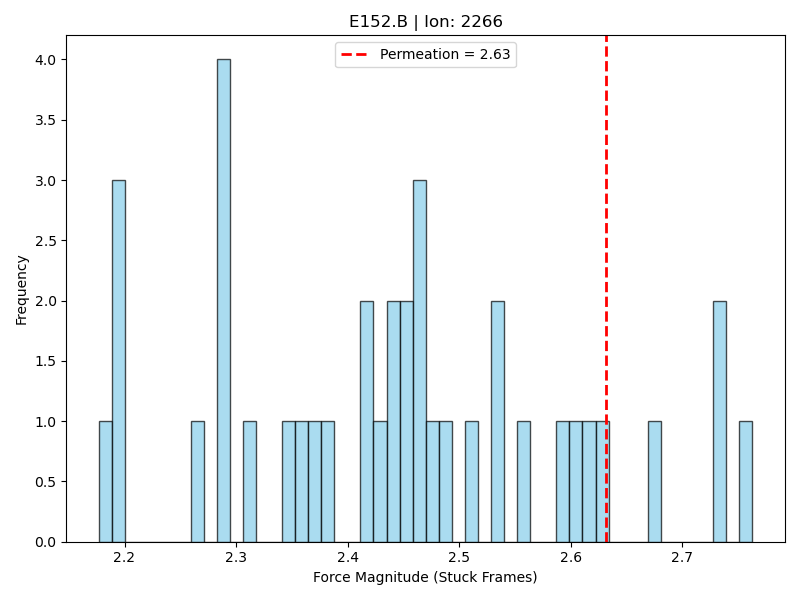 E152.B | Ion: 2266
Permeation = 2.63
4.0
3.5
3.0
2.5
2.0
1.5
1.0
0.5
0.0
Frequency
2.2 2.3 2.4 2.5 2.6 2.7
Force Magnitude (Stuck Frames)